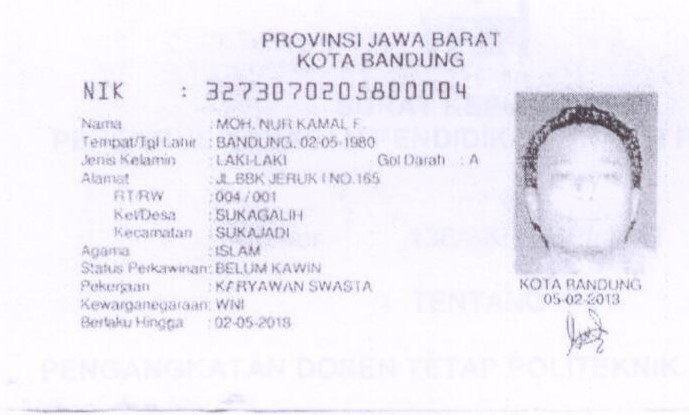 PROVINSI JAWA BARAT
KOTA BANDUNG
NIK : 3273070205800004
Nama : MOH. NUR KAMAL F.
Tempat/Tgl Lahir : BANDUNG, 02-05-1980
Jenis Kelamin : LAKI-LAKI Gol Darah : A
Alamat : JL.BBK JERUK I NO.165
RT/RW : 004 / 001
Kel/Desa : SUKAGALIH
Kecamatan : SUKAJADI
Agama : ISLAM
Status Perkawinan: BELUM KAWIN
Pekerjaan : KARYAWAN SWASTA
Kewarganegaraan: WNI
Berlaku Hingga : 02-05-2018
KOTA BANDUNG
05-02-2013
TENTANG
PENGANGKATAN DOSEN TETAP POLITEKNIK